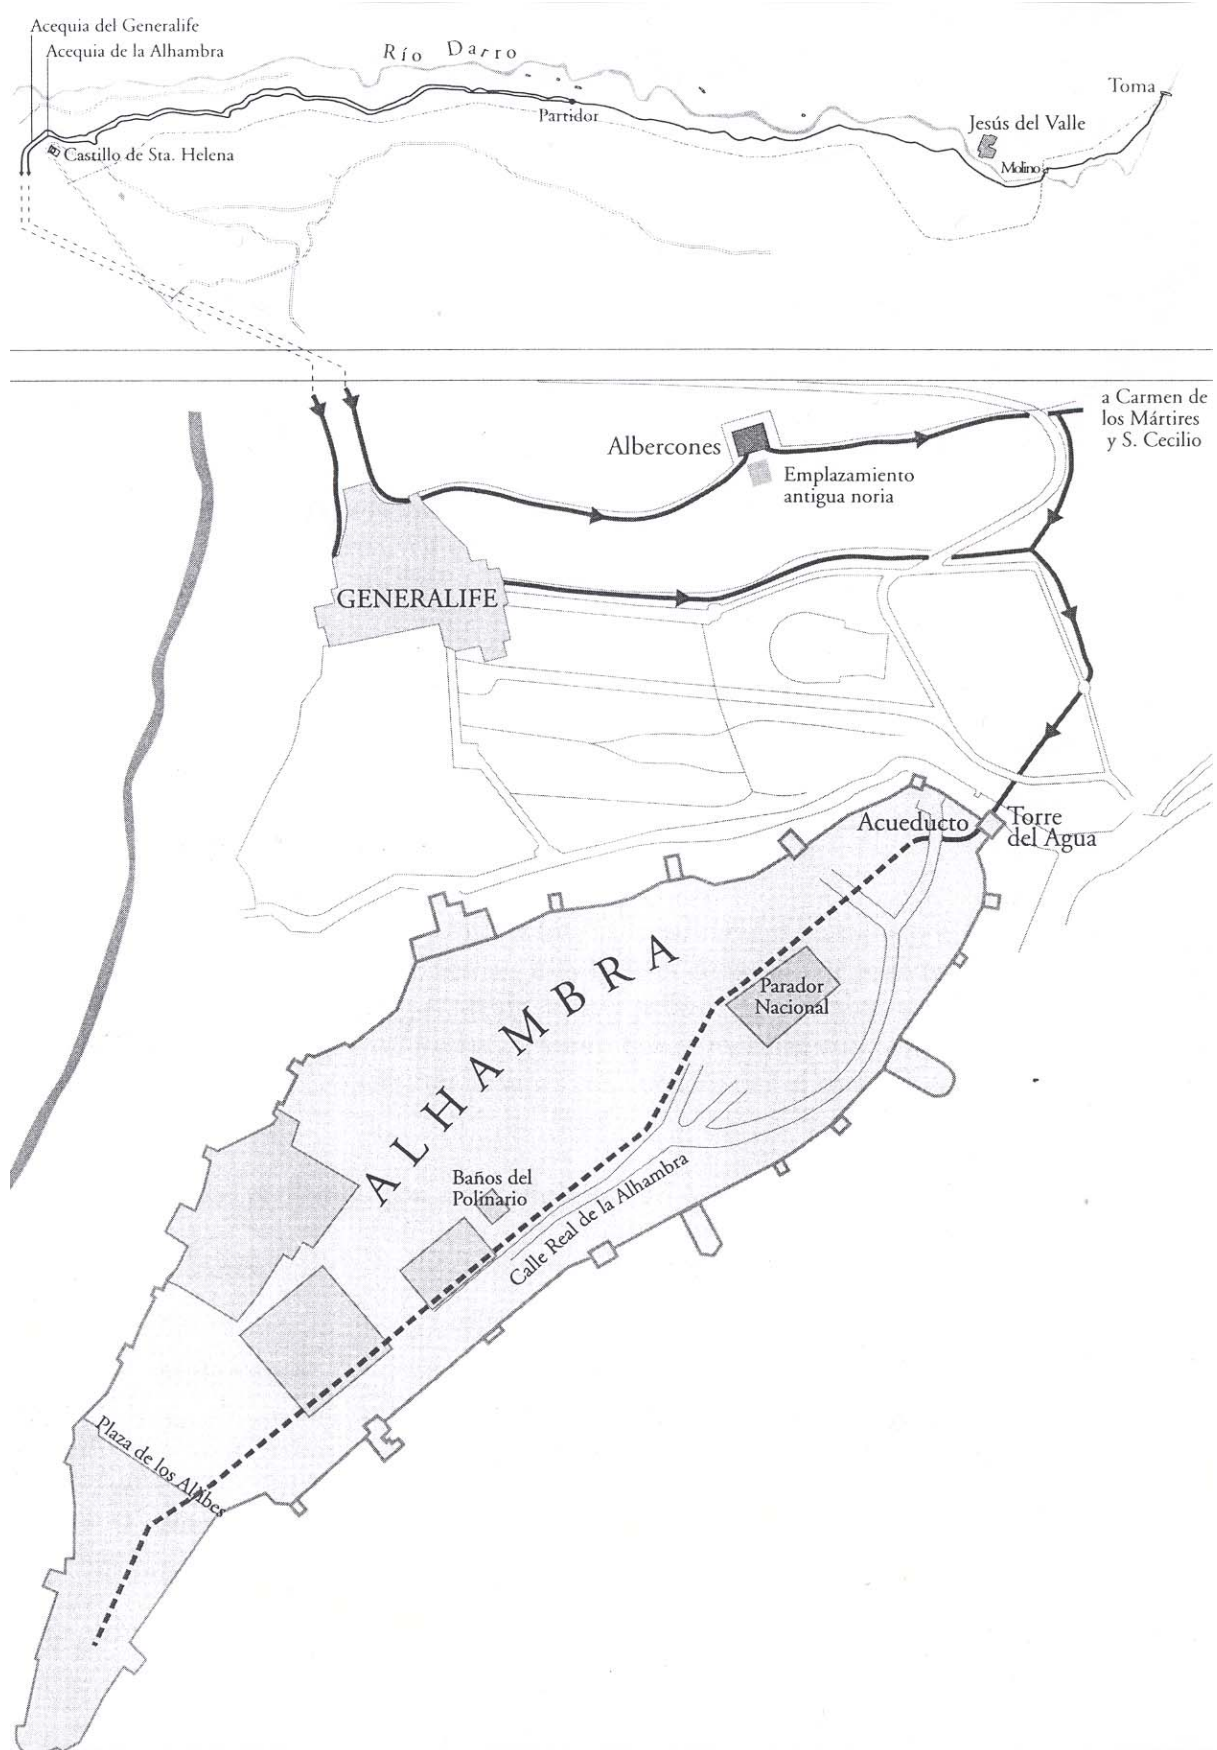 Acequia del Generalife
Acequia de la Alhambra
Río Darro
Toma
Partidor
Jesús del Valle
Castillo de Sta. Helena
Molino
a Carmen de
los Mártires
y S. Cecilio
Albercones
Emplazamiento
antigua noria
GENERALIFE
Acueducto
Torre
del Agua
ALHAMBRA
Parador
Nacional
Baños del
Polinario
Calle Real de la Alhambra
Plaza de los Aljibes